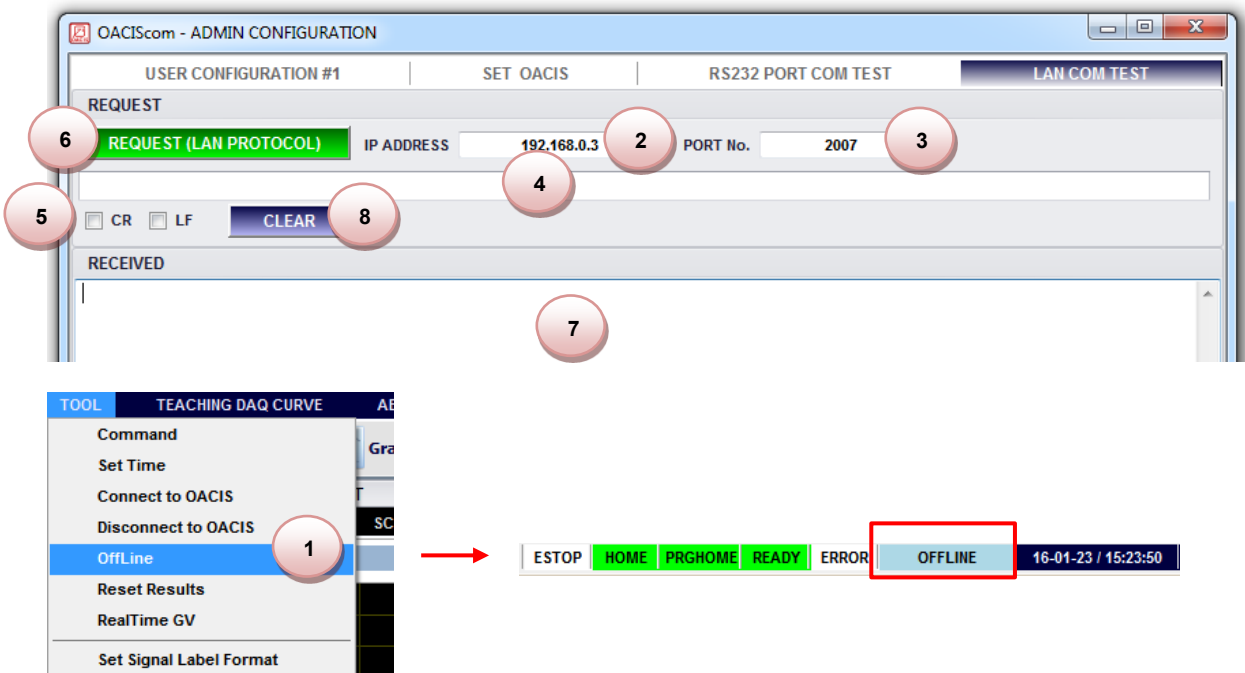 OACIScom - ADMIN CONFIGURATION
USER CONFIGURATION #1 SET OACIS RS232 PORT COM TEST LAN COM TEST
REQUEST
6 REQUEST (LAN PROTOCOL) IP ADDRESS 192.168.0.3 2 PORT No. 2007 3
4
5 CR LF CLEAR 8
RECEIVED
7
TOOL TEACHING DAQ CURVE
Command
Set Time
Connect to OACIS
Disconnect to OACIS
OffLine 1
Reset Results
RealTime GV
Set Signal Label Format
ESTOP HOME PRGHOME READY ERROR OFFLINE 16-01-23 / 15:23:50